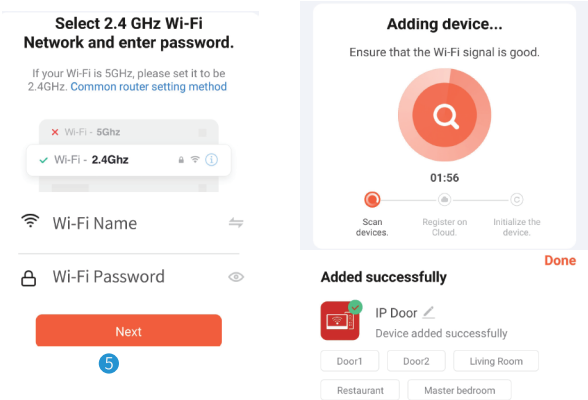 Select 2.4 GHz Wi-Fi
Network and enter password.
If your Wi-Fi is 5GHz, please set it to be
2.4GHz. Common router setting method
Wi-Fi - 5Ghz
Wi-Fi - 2.4Ghz
Wi-Fi Name
Wi-Fi Password
Next
5
Adding device...
Ensure that the Wi-Fi signal is good.
01:56
Scan
devices.
Register on
Cloud.
Initialize the
device.
Done
Added successfully
IP Door
Device added successfully
Door1
Door2
Living Room
Restaurant
Master bedroom